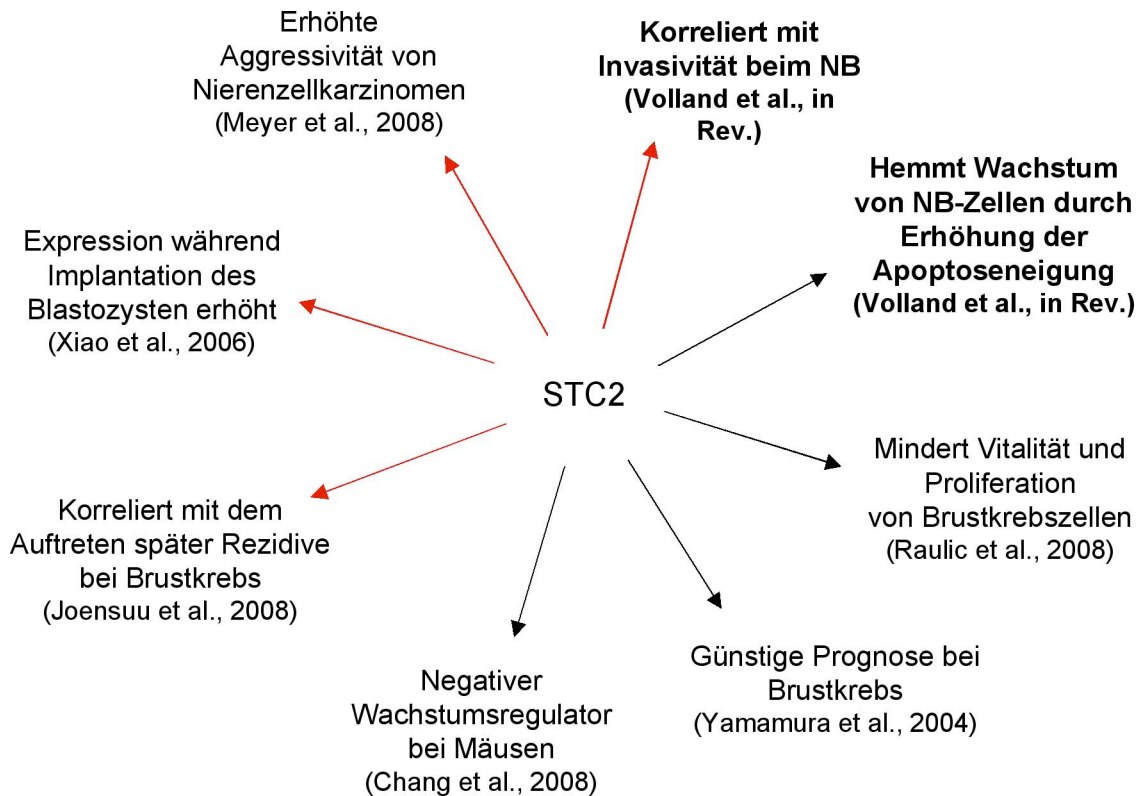 Erhöhte
Aggressivität von
Nierenzellkarzinomen
(Meyer et al., 2008)
Korreliert mit
Invasivität beim NB
(Volland et al., in
Rev.)
Hemmt Wachstum
von NB-Zellen durch
Erhöhung der
Apoptoseneigung
(Volland et al., in Rev.)
Expression während
Implantation des
Blastozysten erhöht
(Xiao et al., 2006)
STC2
Mindert Vitalität und
Proliferation
von Brustkrebszellen
(Raulic et al., 2008)
Korreliert mit dem
Auftreten später Rezidive
bei Brustkrebs
(Joensuu et al., 2008)
Negativer
Wachstumsregulator
bei Mäusen
(Chang et al., 2008)
Günstige Prognose bei
Brustkrebs
(Yamamura et al., 2004)